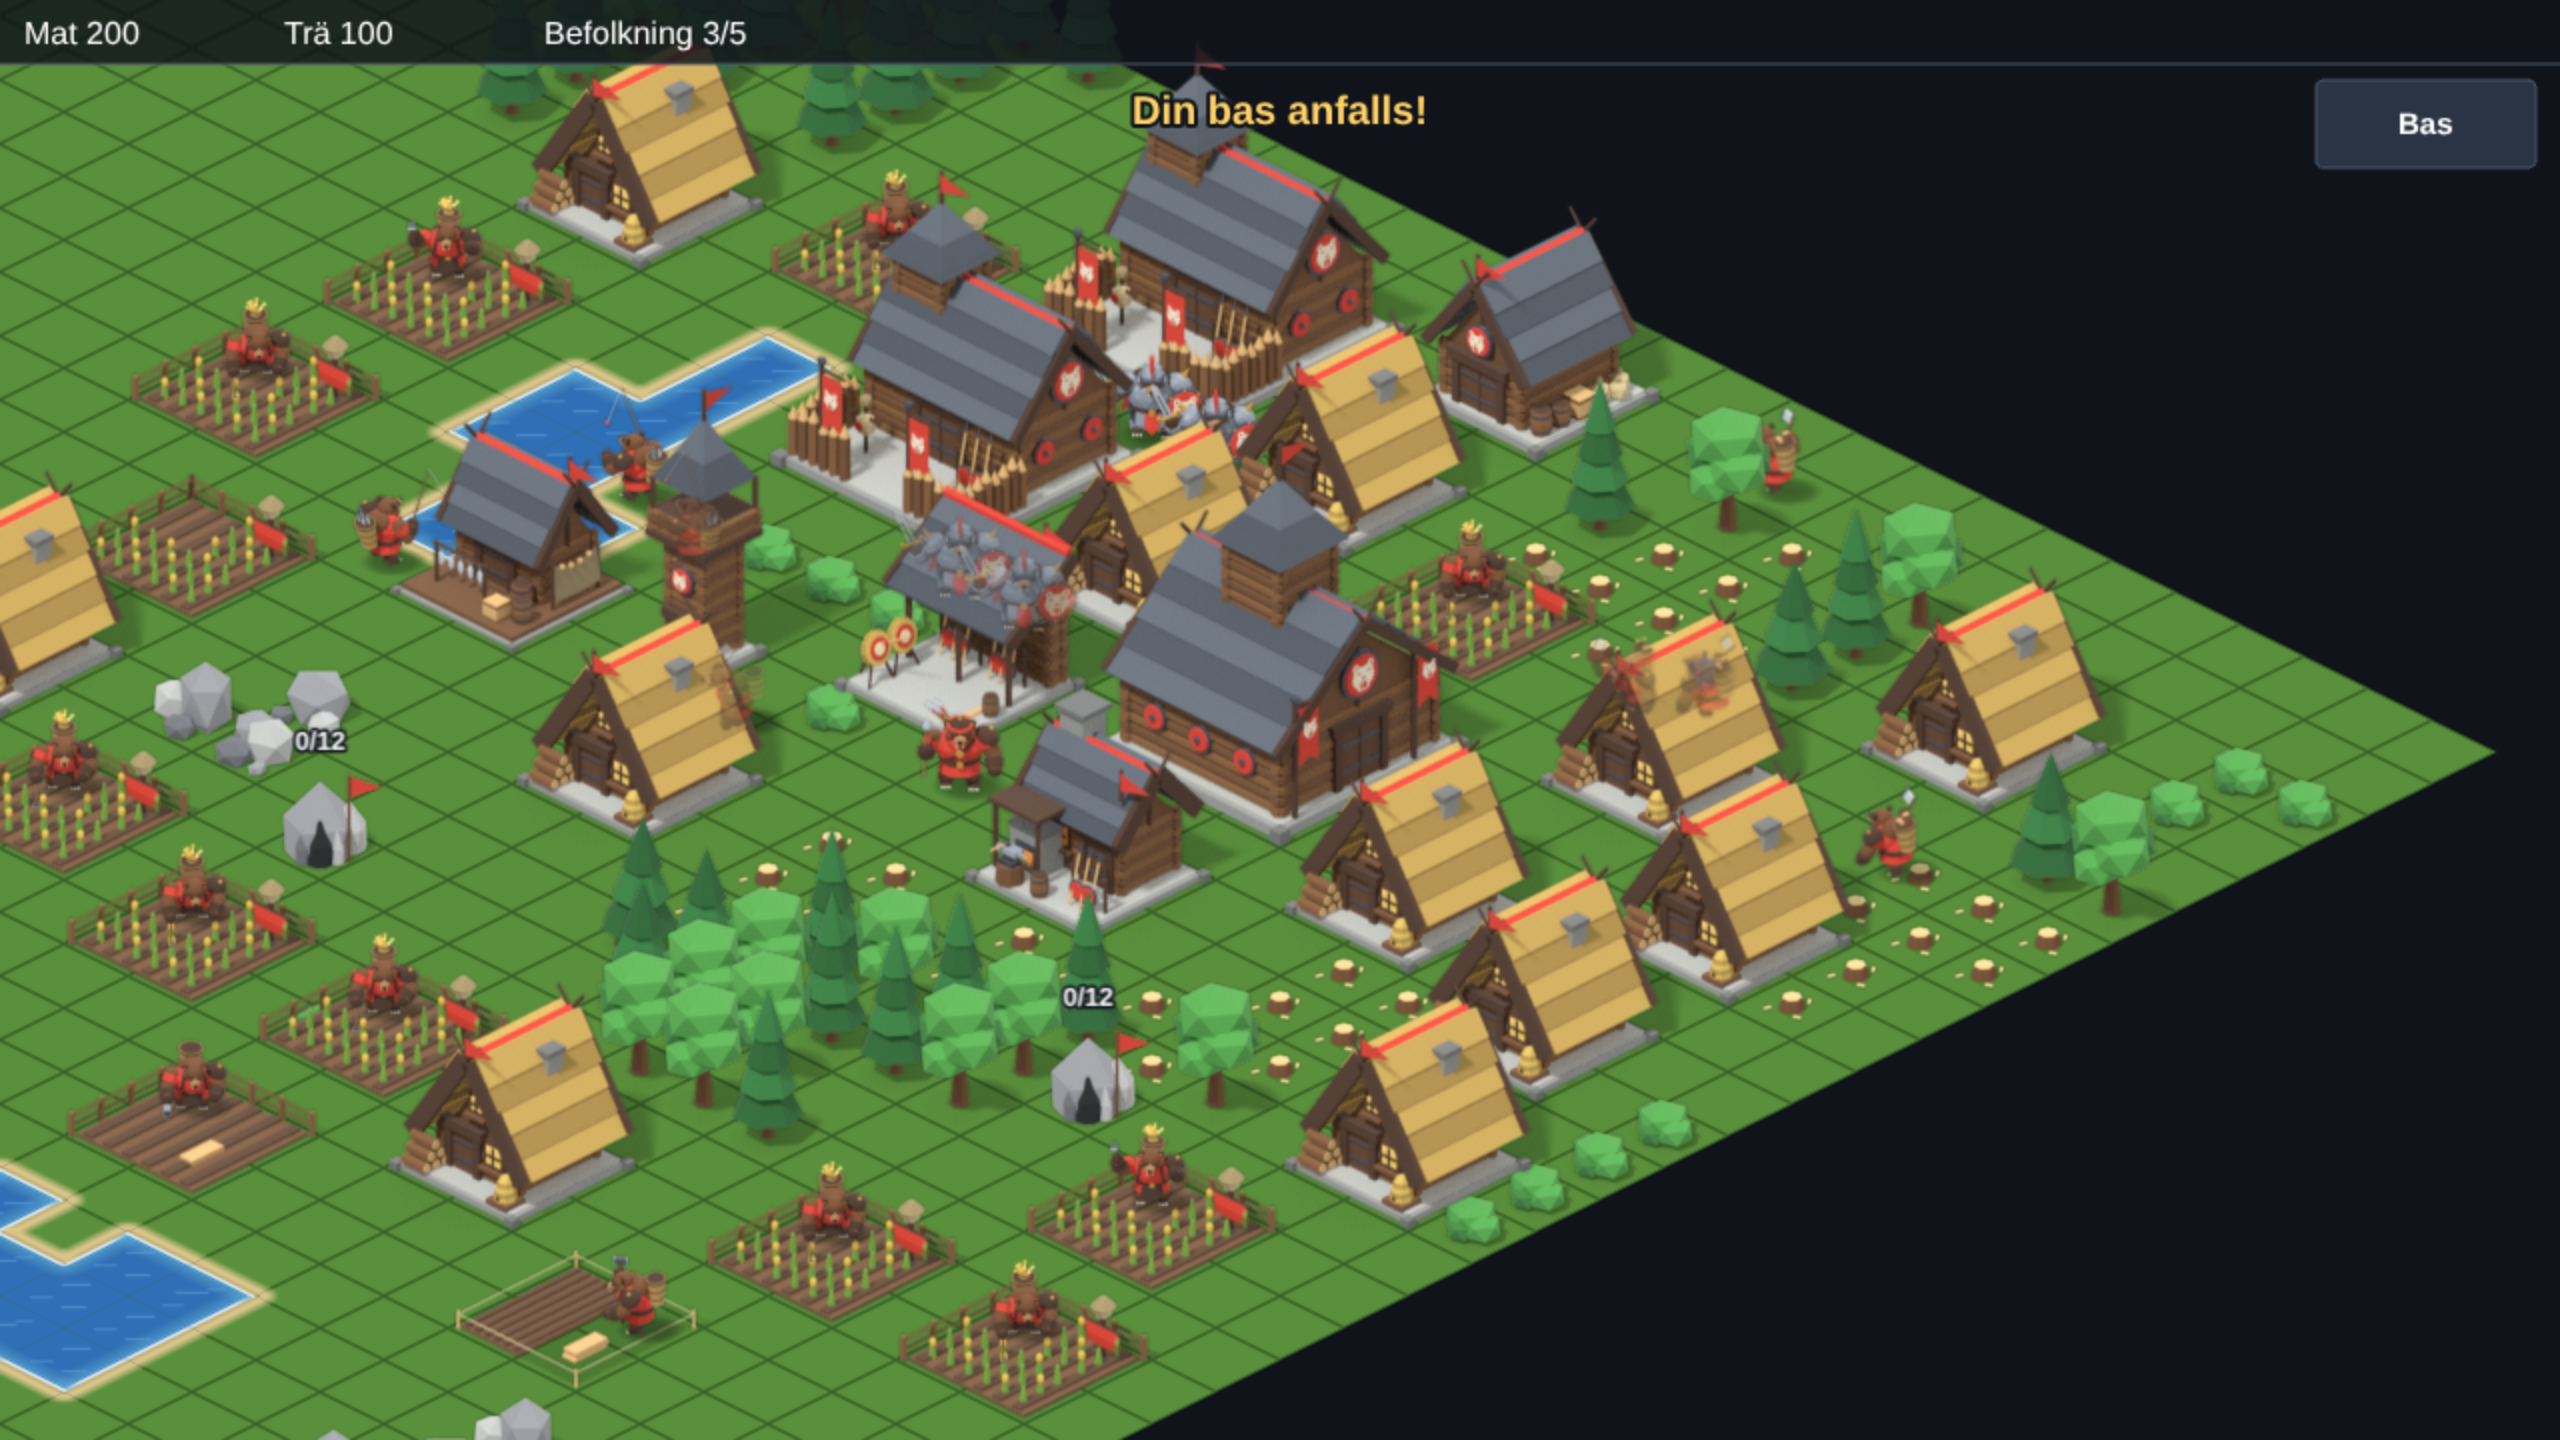 Mat 200
Trä 100
Befolkning 3/5
Din bas anfalls!
Bas
0/12
0/12